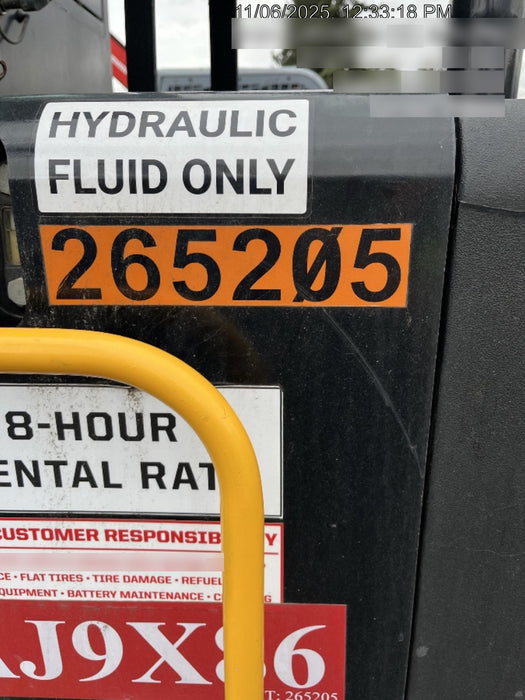 11/06/2025 12:33:18 PM
HYDRAULIC
FLUID ONLY
2652Ø5
8-HOUR
ENTAL RAT
CUSTOMER RESPONSIB Y
CE • FLAT TIRES • TIRE DAMAGE • REFUEL
QUIPMENT • BATTERY MAINTENANCE • C
AJ9X86
T: 265205